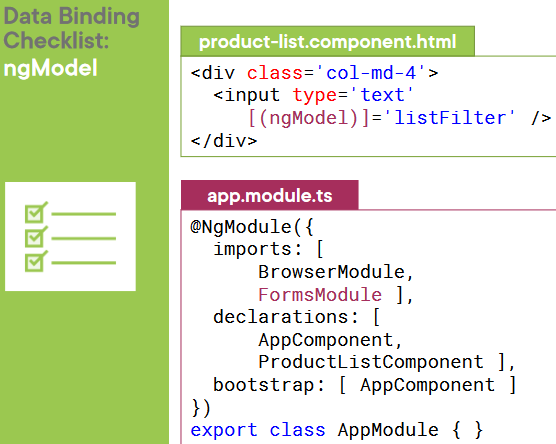 Data Binding
Checklist:
ngModel
product-list.component.html
<div class='col-md-4'>
  <input type='text'
     [(ngModel)]='listFilter' />
</div>
app.module.ts
@NgModule({
  imports: [
      BrowserModule,
      FormsModule ],
  declarations: [
      AppComponent,
      ProductListComponent ],
  bootstrap: [ AppComponent ]
})
export class AppModule { }